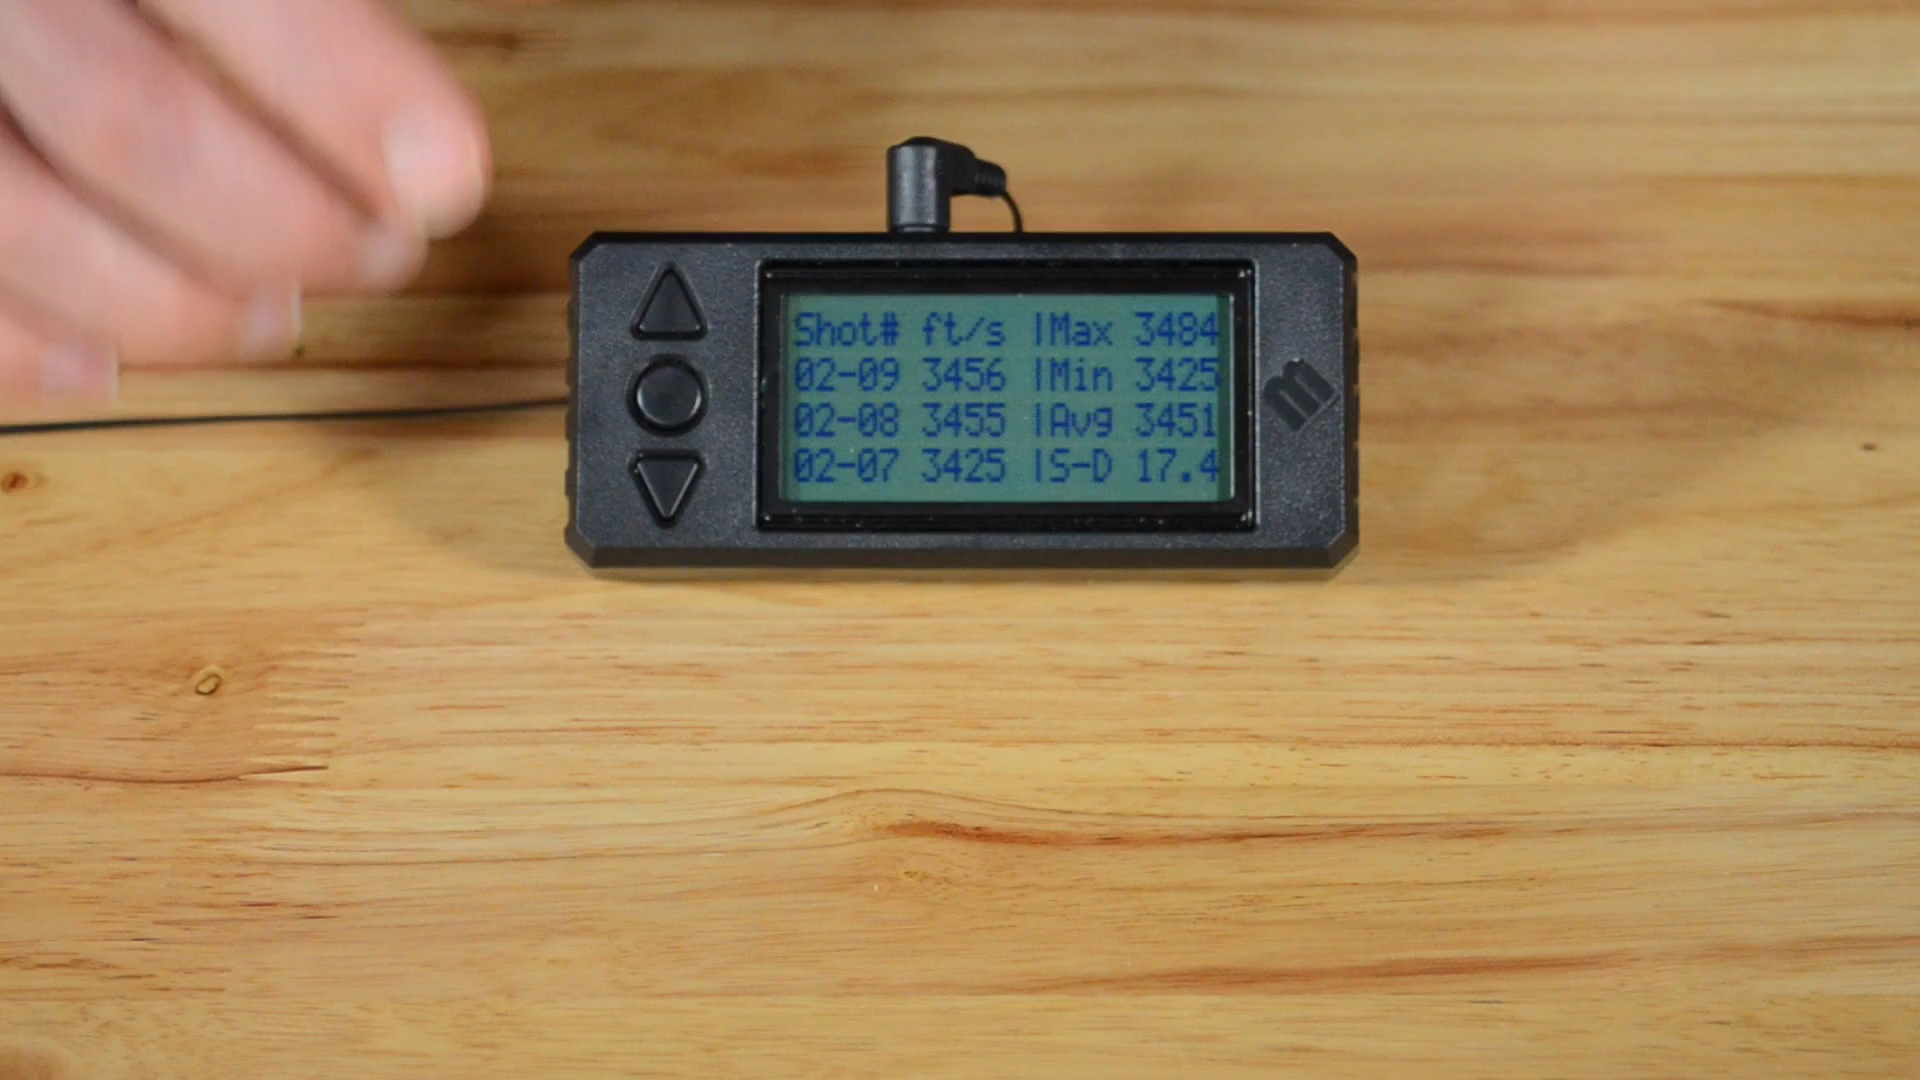 Shot# ft/s |Max 3484
02-09 3456 |Min 3425
02-08 3455 |Avg 3451
02-07 3425 |S-D 17.4